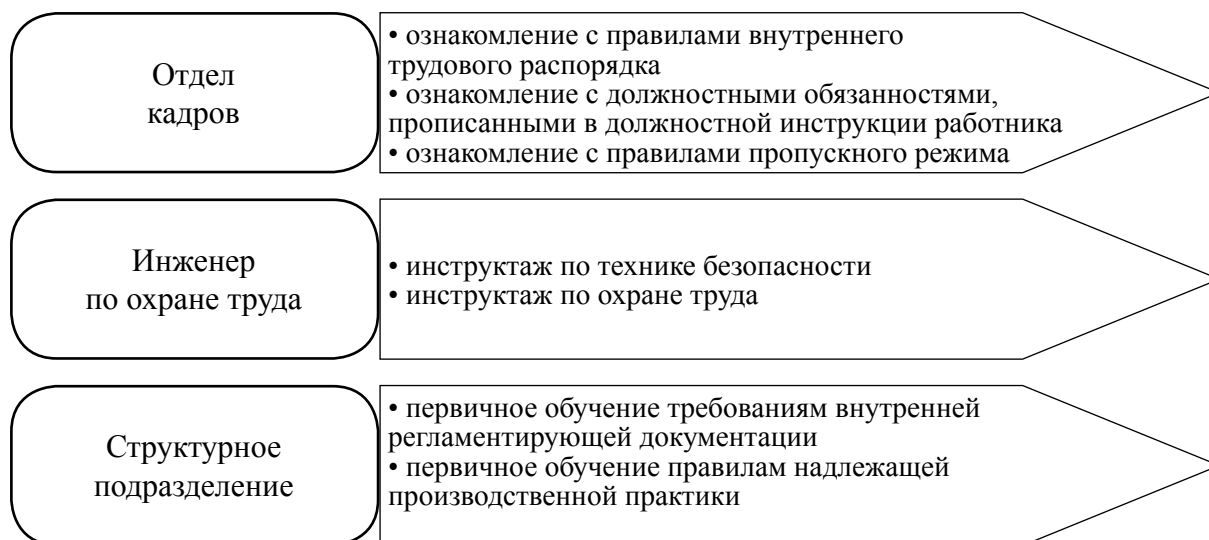 Отдел
кадров
• ознакомление с правилами внутреннего
трудового распорядка
• ознакомление с должностными обязанностями,
прописанными в должностной инструкции работника
• ознакомление с правилами пропускного режима
Инженер
по охране труда
• инструктаж по технике безопасности
• инструктаж по охране труда
Структурное
подразделение
• первичное обучение требованиям внутренней
регламентирующей документации
• первичное обучение правилам надлежащей
производственной практики